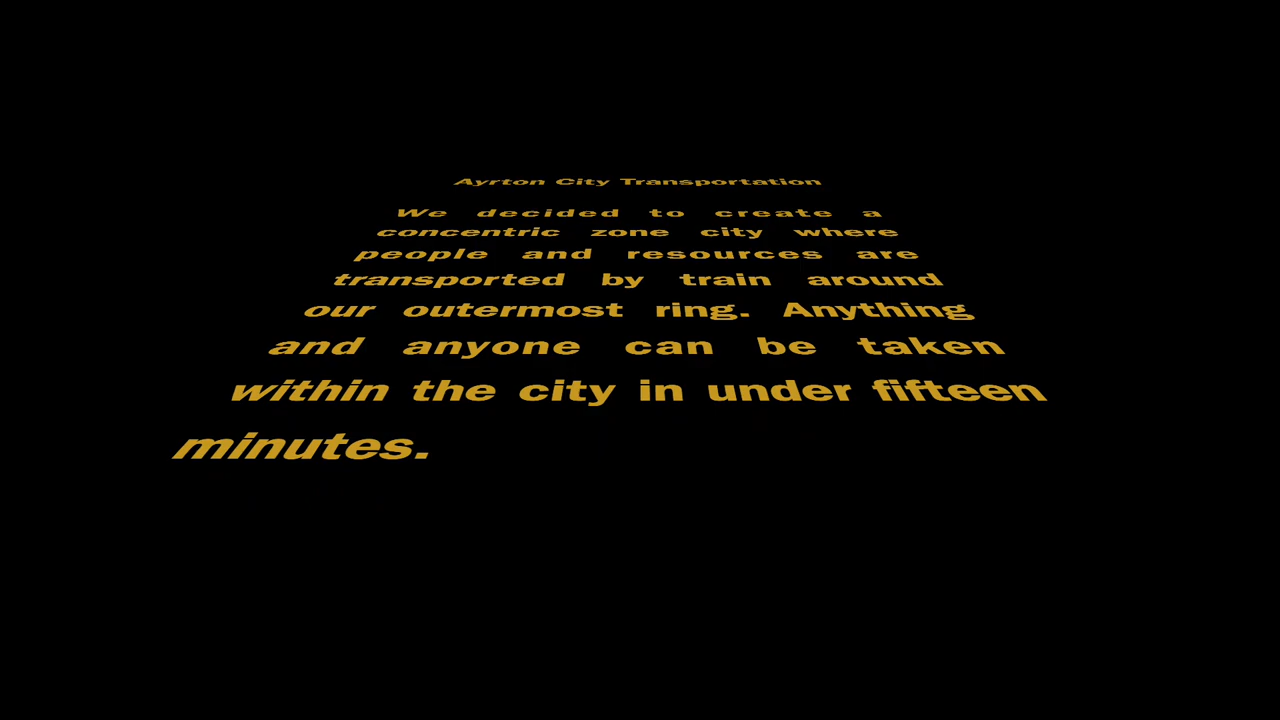 Ayrton City Transportation
We decided to create a
concentric zone city where
people and resources are
transported by train around
our outermost ring. Anything
and anyone can be taken
within the city in under fifteen
minutes.